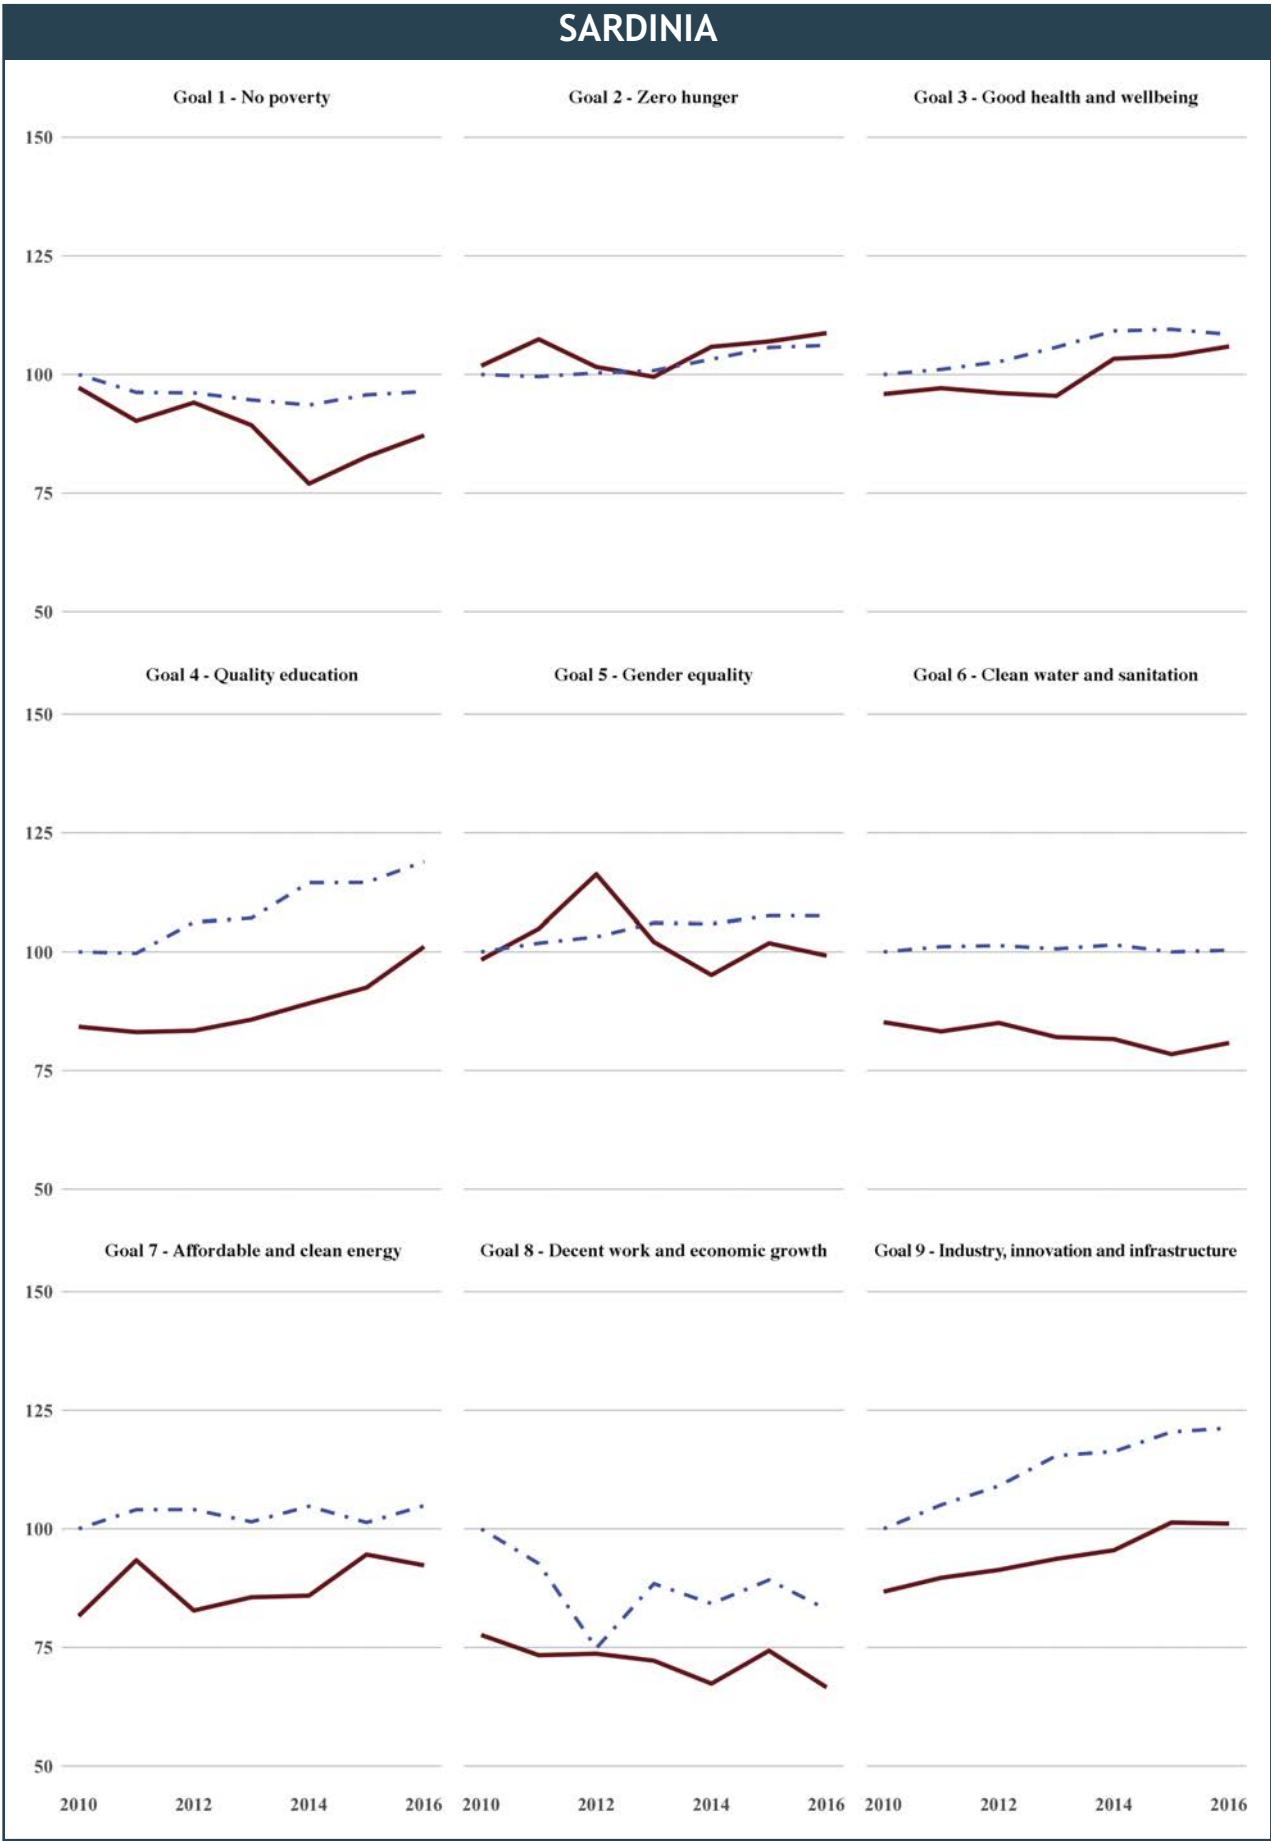 SARDINIA
Goal 1 - No poverty
Goal 2 - Zero hunger
Goal 3 - Good health and wellbeing
150
125
100
75
50
Goal 4 - Quality education
Goal 5 - Gender equality
Goal 6 - Clean water and sanitation
150
125
100
75
50
Goal 7 - Affordable and clean energy
Goal 8 - Decent work and economic growth
Goal 9 - Industry, innovation and infrastructure
150
125
100
75
50
2010 2012 2014 2016
2010 2012 2014 2016
2010 2012 2014 2016